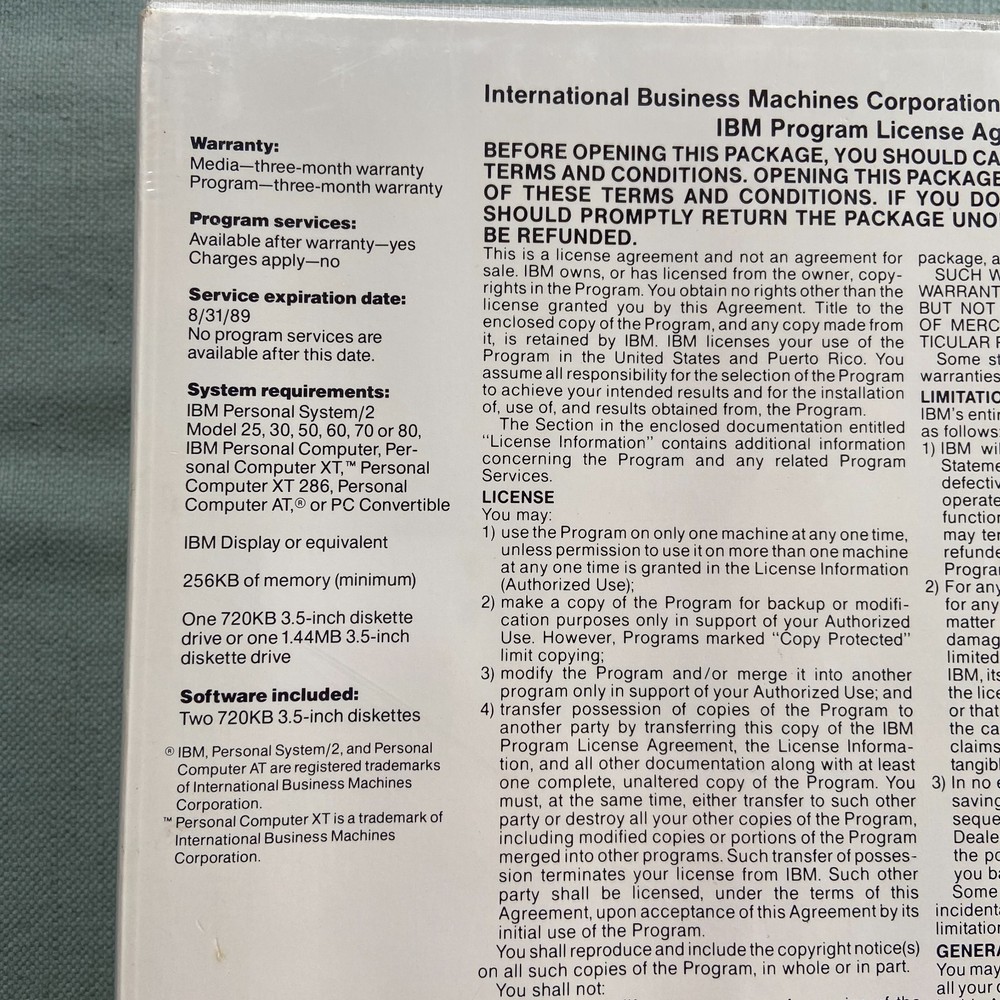 Warranty:
Media—three-month warranty
Program—three-month warranty
Program services:
Available after warranty—yes
Charges apply—no
Service expiration date:
8/31/89
No program services are
available after this date.
System requirements:
IBM Personal System/2
Model 25, 30, 50, 60, 70 or 80,
IBM Personal Computer, Per-
sonal Computer XT,™ Personal
Computer XT 286, Personal
Computer AT,® or PC Convertible
IBM Display or equivalent
256KB of memory (minimum)
One 720KB 3.5-inch diskette
drive or one 1.44MB 3.5-inch
diskette drive
Software included:
Two 720KB 3.5-inch diskettes
® IBM, Personal System/2, and Personal
Computer AT are registered trademarks
of International Business Machines
Corporation.
™ Personal Computer XT is a trademark of
International Business Machines
Corporation.
International Business Machines Corporation
IBM Program License Ag
BEFORE OPENING THIS PACKAGE, YOU SHOULD CA
TERMS AND CONDITIONS. OPENING THIS PACKAGE
OF THESE TERMS AND CONDITIONS. IF YOU DO
SHOULD PROMPTLY RETURN THE PACKAGE UNO
BE REFUNDED.
This is a license agreement and not an agreement for
sale. IBM owns, or has licensed from the owner, copy-
rights in the Program. You obtain no rights other than the
license granted you by this Agreement. Title to the
enclosed copy of the Program, and any copy made from
it, is retained by IBM. IBM licenses your use of the
Program in the United States and Puerto Rico. You
assume all responsibility for the selection of the Program
to achieve your intended results and for the installation
of, use of, and results obtained from, the Program.
The Section in the enclosed documentation entitled
"License Information" contains additional information
concerning the Program and any related Program
Services.
LICENSE
You may:
1) use the Program on only one machine at any one time,
unless permission to use it on more than one machine
at any one time is granted in the License Information
(Authorized Use);
2) make a copy of the Program for backup or modifi-
cation purposes only in support of your Authorized
Use. However, Programs marked "Copy Protected"
limit copying;
3) modify the Program and/or merge it into another
program only in support of your Authorized Use; and
4) transfer possession of copies of the Program to
another party by transferring this copy of the IBM
Program License Agreement, the License Informa-
tion, and all other documentation along with at least
one complete, unaltered copy of the Program. You
must, at the same time, either transfer to such other
party or destroy all your other copies of the Program,
including modified copies or portions of the Program
merged into other programs. Such transfer of posses-
sion terminates your license from IBM. Such other
party shall be licensed, under the terms of this
Agreement, upon acceptance of this Agreement by its
initial use of the Program.
You shall reproduce and include the copyright notice(s)
on all such copies of the Program, in whole or in part.
You shall not:
package, a
SUCH W
WARRANT
BUT NOT
OF MERC
TICULAR P
Some st
warranties
LIMITATIO
IBM's entir
as follows
1) IBM wil
Stateme
defectiv
operate
function
may ter
refunde
Progra
2) For any
for any
matter
damag
limited
IBM, its
the lice
or that
the ca
claims
tangibl
3) In no e
saving
seque
Deale
the po
you ba
Some
incident
limitation
GENERA
You may
all your c